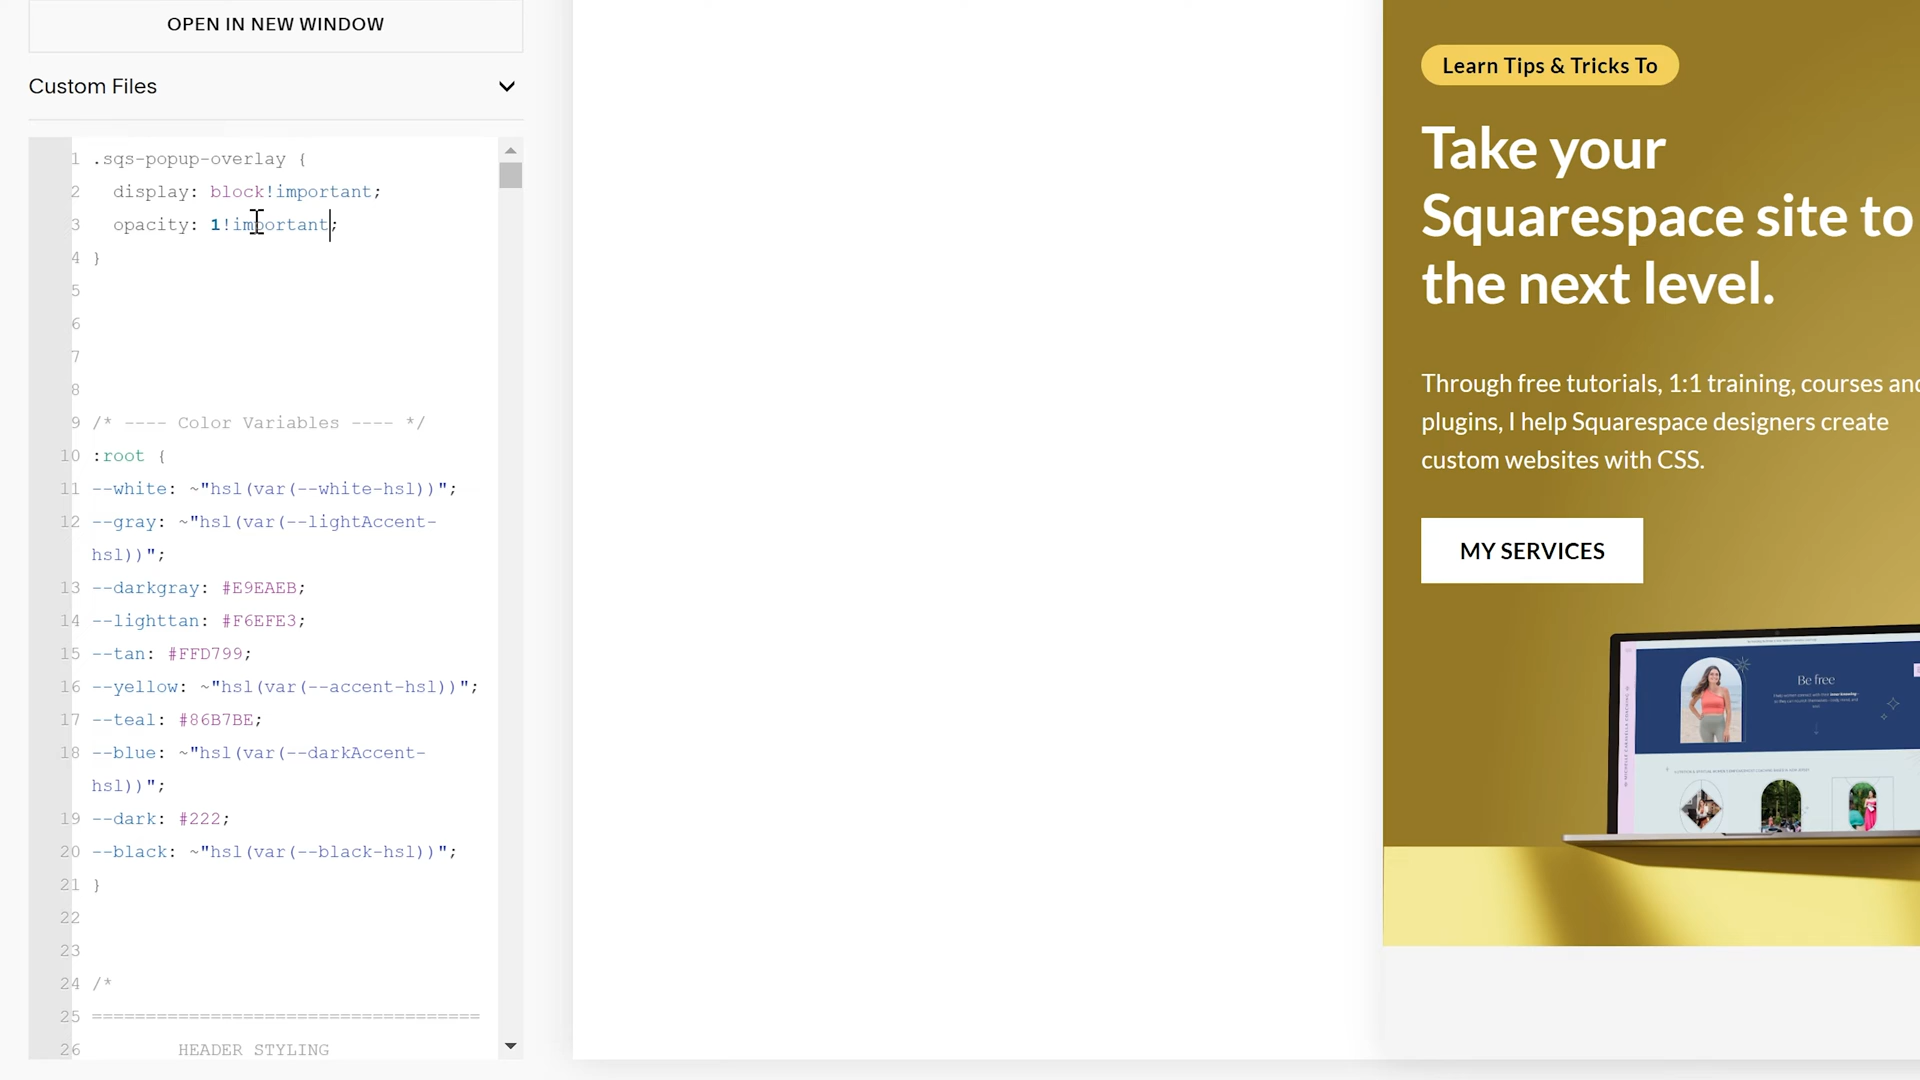 OPEN IN NEW WINDOW
Custom Files
1 .sqs-popup-overlay {
2 display: block!important;
3 opacity: 1!important;
4 }
5
6
7
8
9 /* ---- Color Variables ---- */
10 :root {
11 --white: ~"hsl(var(--white-hsl))";
12 --gray: ~"hsl(var(--lightAccent-
hsl))";
13 --darkgray: #E9EAEB;
14 --lighttan: #F6EFE3;
15 --tan: #FFD799;
16 --yellow: ~"hsl(var(--accent-hsl))";
17 --teal: #86B7BE;
18 --blue: ~"hsl(var(--darkAccent-
hsl))";
19 --dark: #222;
20 --black: ~"hsl(var(--black-hsl))";
21 }
22
23
24 /*
25 ====================================
26 HEADER STYLING
Learn Tips & Tricks To
Take your
Squarespace site to
the next level.
Through free tutorials, 1:1 training, courses and
plugins, I help Squarespace designers create
custom websites with CSS.
MY SERVICES
Be free